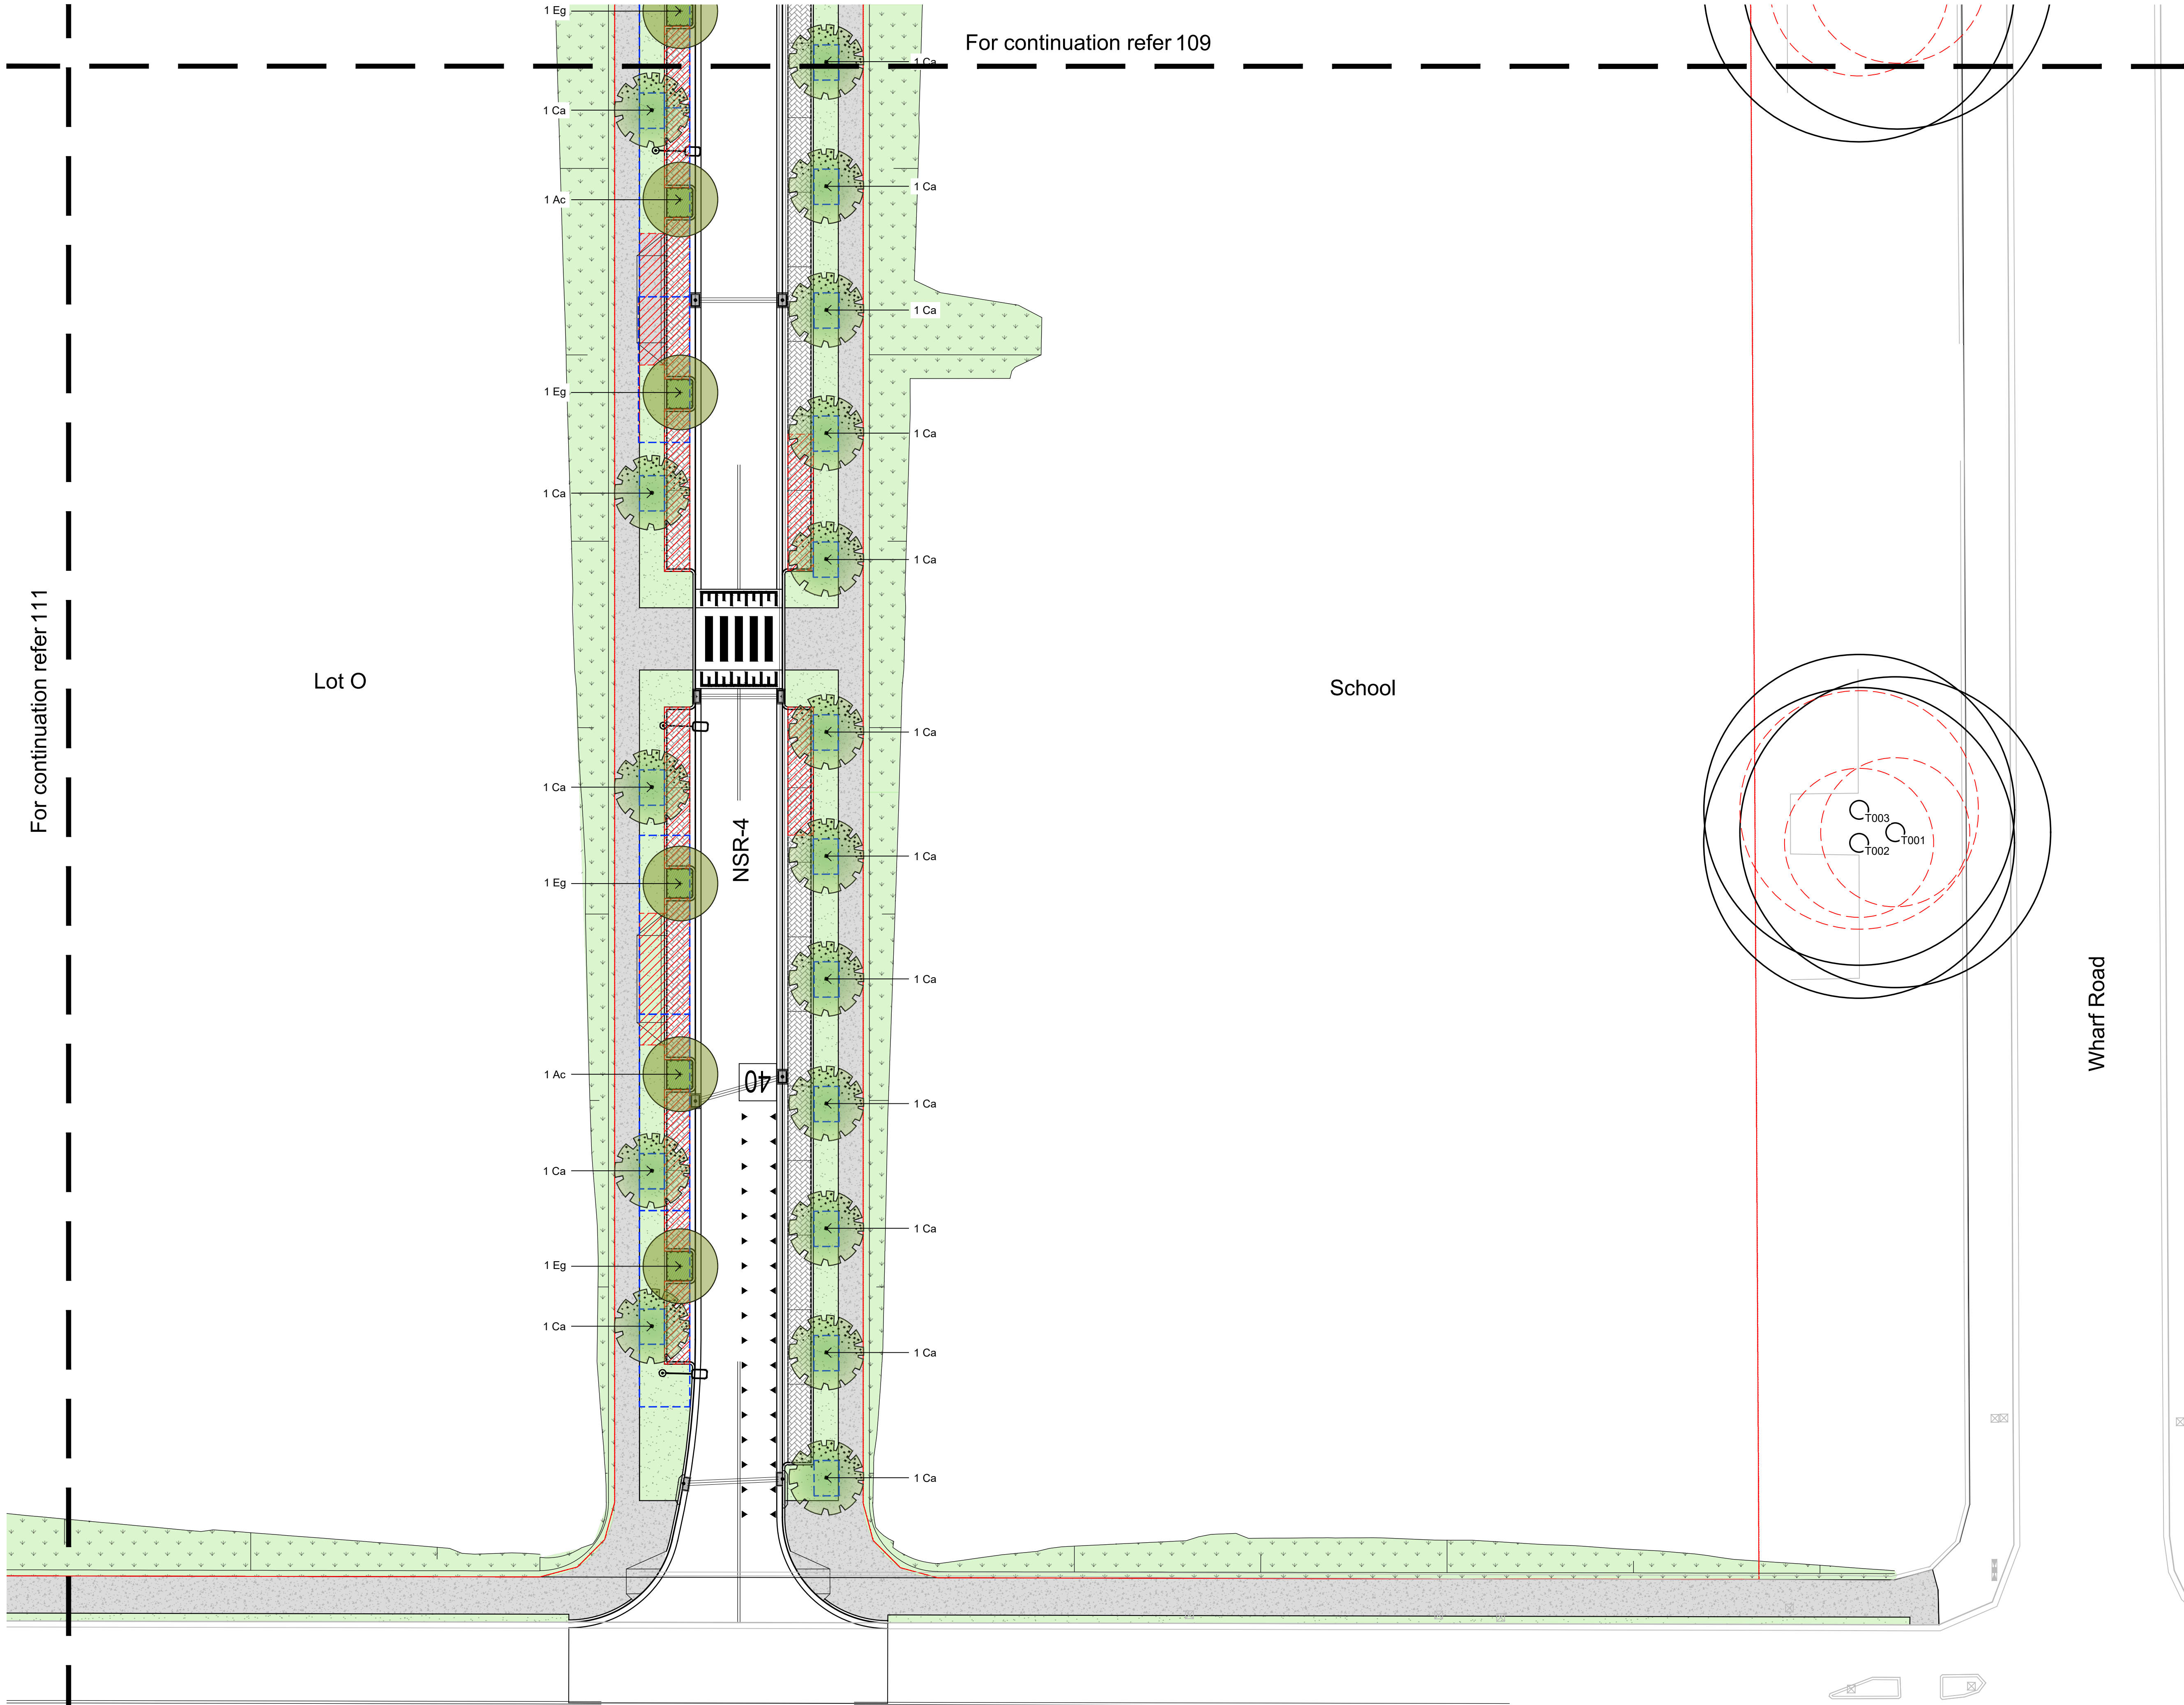 1 Eg
For continuation refer 109
1 Ca
1 Ca
1 Ca
1 Ac
1 Ca
1 Eg
1 Ca
1 Ca
1 Ca
1 Ca
For continuation refer 111
Lot O
School
1 Ca
1 Ca
NSR-4
T003
T001
T002
1 Ca
1 Eg
1 Ca
Wharf Road
1 Ac
40
1 Ca
1 Ca
1 Ca
1 Eg
1 Ca
1 Ca
1 Ca